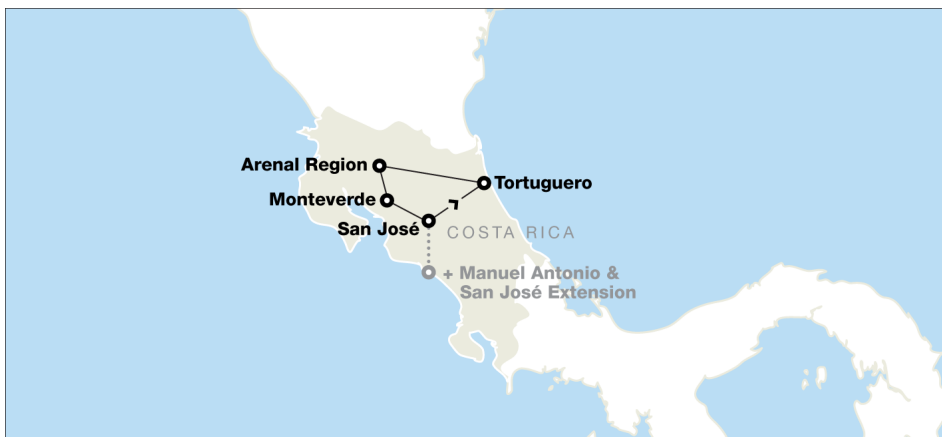 Arenal Region
Tortuguero
Monteverde
San José
COSTA RICA
+ Manuel Antonio &
San José Extension